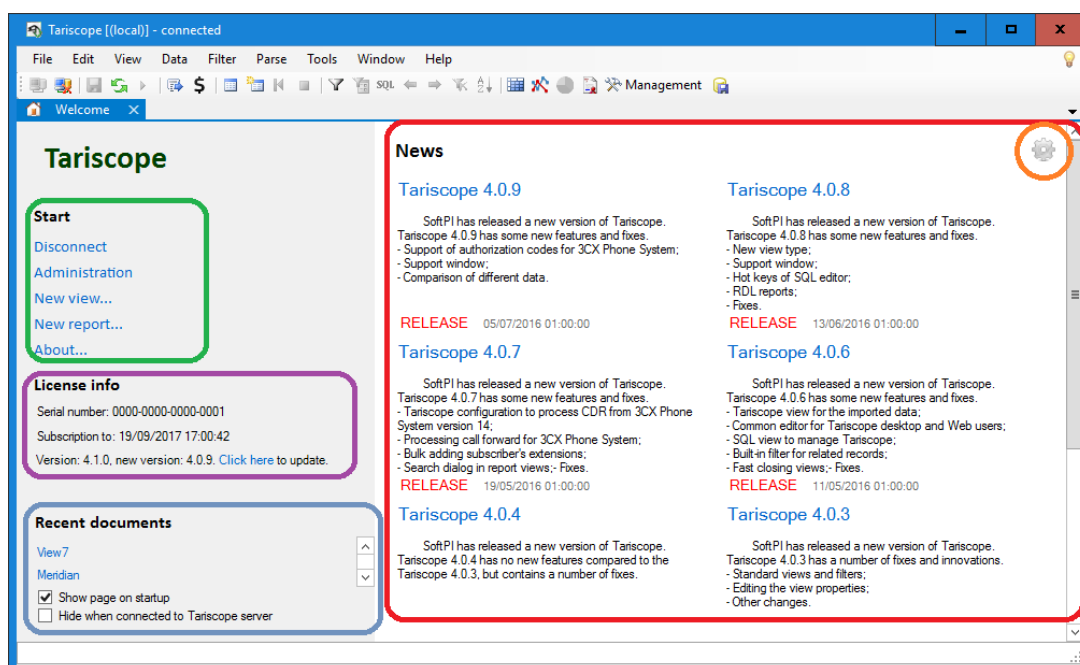 Tariscope [(local)] - connected
File Edit View Data Filter Parse Tools Window Help
SQL Management
Welcome
Tariscope
Start
Disconnect
Administration
New view...
New report...
About...
License info
Serial number: 0000-0000-0000-0001
Subscription to: 19/09/2017 17:00:42
Version: 4.1.0, new version: 4.0.9. Click here to update.
Recent documents
View7
Meridian
Show page on startup
Hide when connected to Tariscope server
News
Tariscope 4.0.9
SoftPI has released a new version of Tariscope.
Tariscope 4.0.9 has some new features and fixes.
- Support of authorization codes for 3CX Phone System;
- Support window;
- Comparison of different data.
RELEASE 05/07/2016 01:00:00
Tariscope 4.0.8
SoftPI has released a new version of Tariscope.
Tariscope 4.0.8 has some new features and fixes.
- New view type;
- Support window;
- Hot keys of SQL editor;
- RDL reports;
- Fixes.
RELEASE 13/06/2016 01:00:00
Tariscope 4.0.7
SoftPI has released a new version of Tariscope.
Tariscope 4.0.7 has some new features and fixes.
- Tariscope configuration to process CDR from 3CX Phone
System version 14;
- Processing call forward for 3CX Phone System;
- Bulk adding subscriber's extensions;
- Search dialog in report views;- Fixes.
RELEASE 19/05/2016 01:00:00
Tariscope 4.0.6
SoftPI has released a new version of Tariscope.
Tariscope 4.0.6 has some new features and fixes.
- Tariscope view for the imported data;
- Common editor for Tariscope desktop and Web users;
- SQL view to manage Tariscope;
- Built-in filter for related records;
- Fast closing views;- Fixes.
RELEASE 11/05/2016 01:00:00
Tariscope 4.0.4
SoftPI has released a new version of Tariscope.
Tariscope 4.0.4 has no new features compared to the
Tariscope 4.0.3, but contains a number of fixes.
Tariscope 4.0.3
SoftPI has released a new version of Tariscope.
Tariscope 4.0.3 has a number of fixes and innovations.
- Standard views and filters;
- Editing the view properties;
- Other changes.